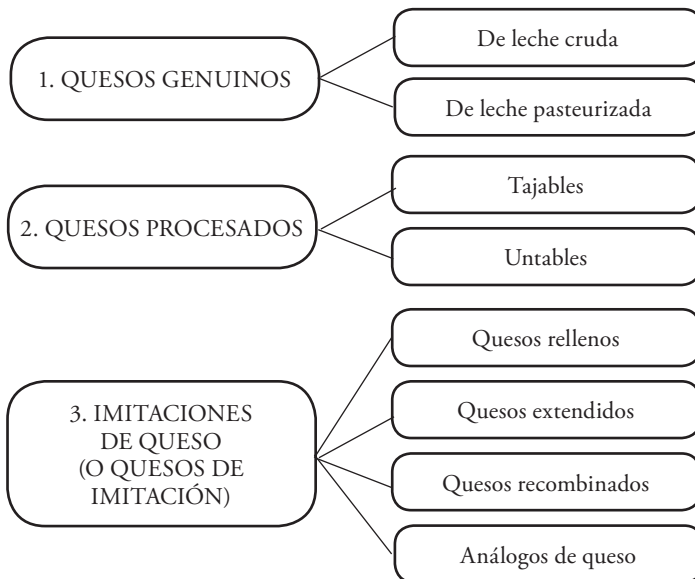 1. QUESOS GENUINOS
De leche cruda
De leche pasteurizada
2. QUESOS PROCESADOS
Tajables
Untables
3. IMITACIONES
DE QUESO
(O QUESOS DE
IMITACIÓN)
Quesos rellenos
Quesos extendidos
Quesos recombinados
Análogos de queso